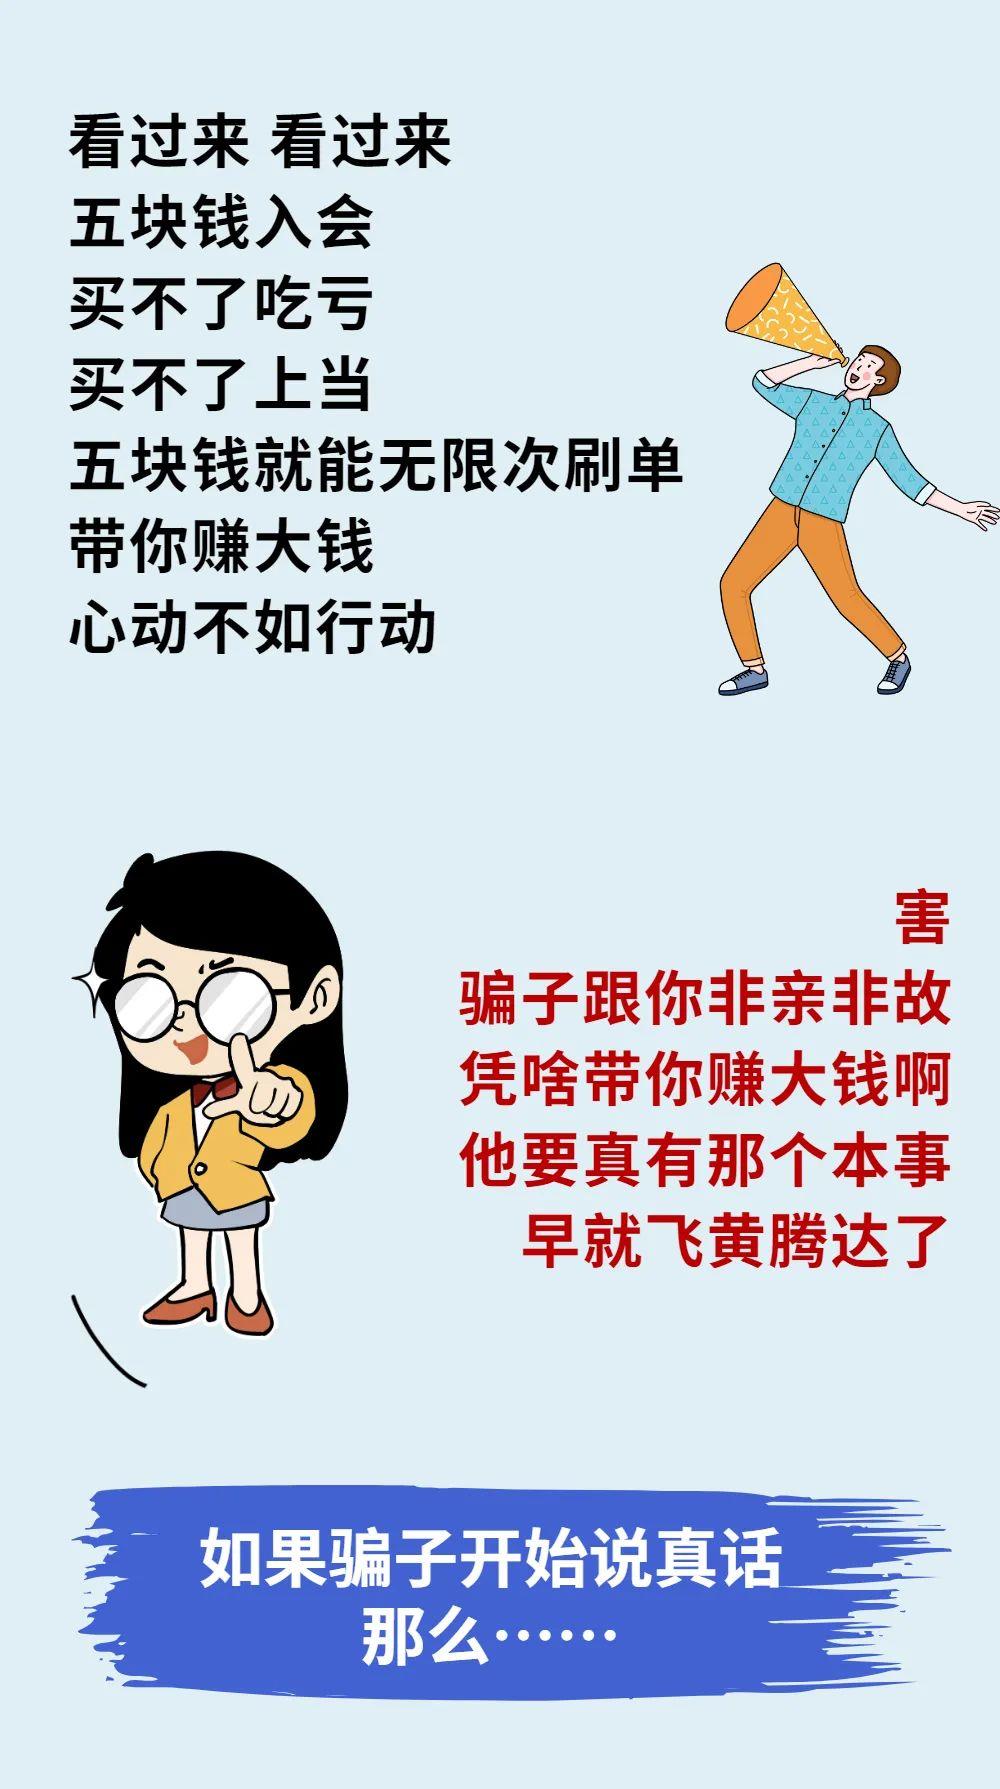 看过来 看过来
五块钱入会
买不了吃亏
买不了上当
五块钱就能无限次刷单
带你赚大钱
心动不如行动
害
骗子跟你非亲非故
凭啥带你赚大钱啊
他要真有那个本事
早就飞黄腾达了
如果骗子开始说真话
那么……